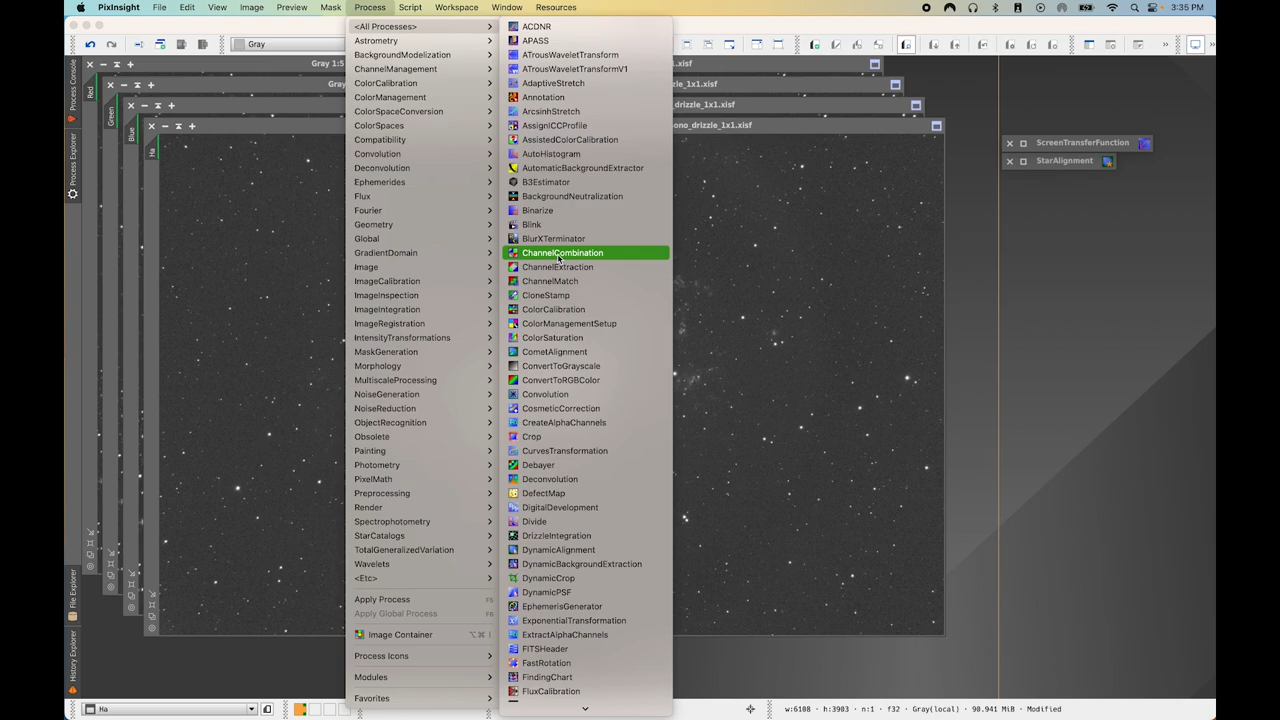 PixInsight File Edit View Image Preview Mask Process Script Workspace Window Resources 3:35 PM
Gray
Process Console
Process Explorer
File Explorer
History Explorer
Gray 1:5
.xisf
Red
Gray
.xisf
Green
_drizzle_1x1.xisf
Blue
ono_drizzle_1x1.xisf
Ha
<All Processes>
Astrometry
BackgroundModelization
ChannelManagement
ColorCalibration
ColorManagement
ColorSpaceConversion
ColorSpaces
Compatibility
Convolution
Deconvolution
Ephemerides
Flux
Fourier
Geometry
Global
GradientDomain
Image
ImageCalibration
ImageInspection
ImageIntegration
ImageRegistration
IntensityTransformations
MaskGeneration
Morphology
MultiscaleProcessing
NoiseGeneration
NoiseReduction
ObjectRecognition
Obsolete
Painting
Photometry
PixelMath
Preprocessing
Render
Spectrophotometry
StarCatalogs
TotalGeneralizedVariation
Wavelets
<Etc>
Apply Process F5
Apply Global Process F6
Image Container ⌥⌘ I
Process Icons
Modules
Favorites
ACDNR
APASS
ATrousWaveletTransform
ATrousWaveletTransformV1
AdaptiveStretch
Annotation
ArcsinhStretch
AssignICCProfile
AssistedColorCalibration
AutoHistogram
AutomaticBackgroundExtractor
B3Estimator
BackgroundNeutralization
Binarize
Blink
BlurXTerminator
ChannelCombination
ChannelExtraction
ChannelMatch
CloneStamp
ColorCalibration
ColorManagementSetup
ColorSaturation
CometAlignment
ConvertToGrayscale
ConvertToRGBColor
Convolution
CosmeticCorrection
CreateAlphaChannels
Crop
CurvesTransformation
Debayer
Deconvolution
DefectMap
DigitalDevelopment
Divide
DrizzleIntegration
DynamicAlignment
DynamicBackgroundExtraction
DynamicCrop
DynamicPSF
EphemerisGenerator
ExponentialTransformation
ExtractAlphaChannels
FITSHeader
FastRotation
FindingChart
FluxCalibration
ScreenTransferFunction
StarAlignment
Ha
w:6108 · h:3903 · n:1 · f32 · Gray(local) · 90.941 MiB · Modified